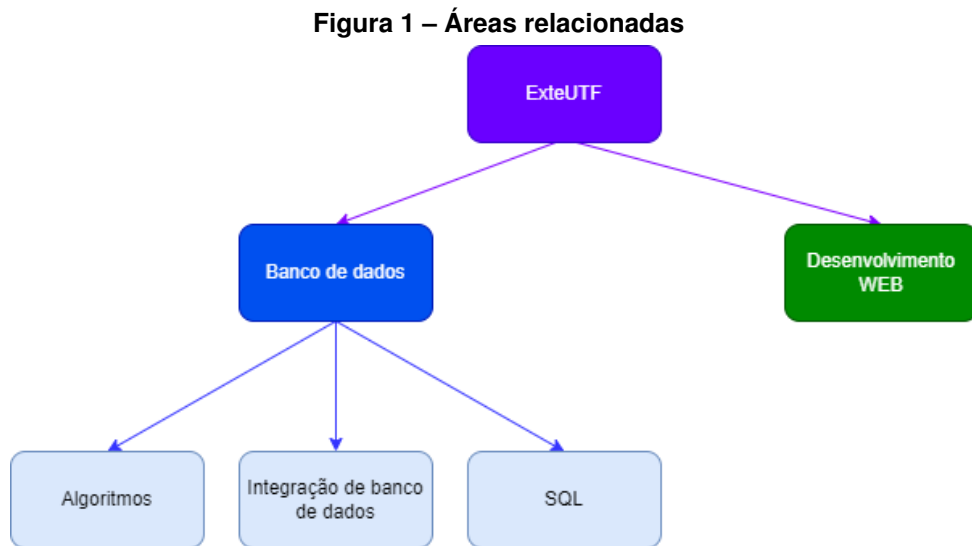 Figura 1 – Áreas relacionadas
ExteUTF
Banco de dados
Desenvolvimento
WEB
Algoritmos
Integração de banco
de dados
SQL